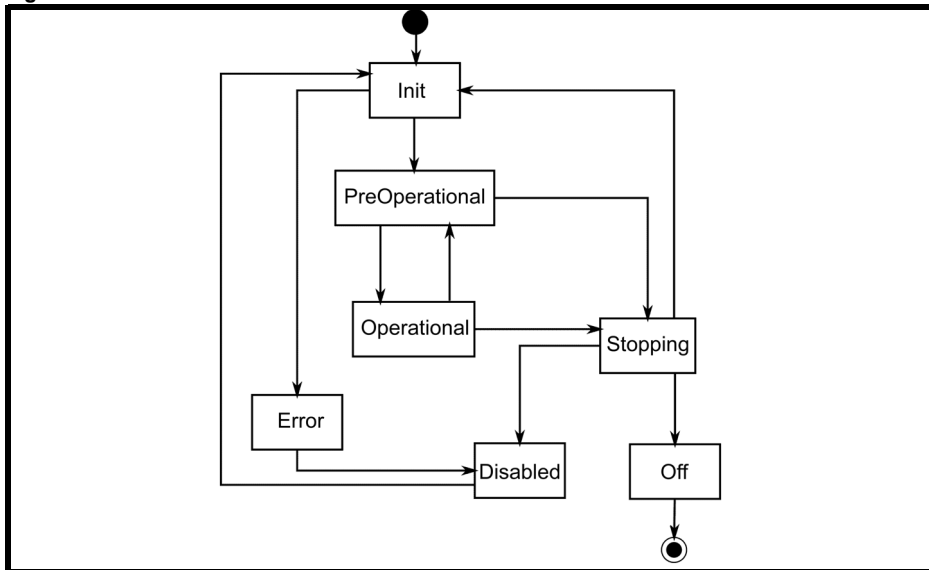 Init
PreOperational
Operational
Stopping
Error
Disabled
Off